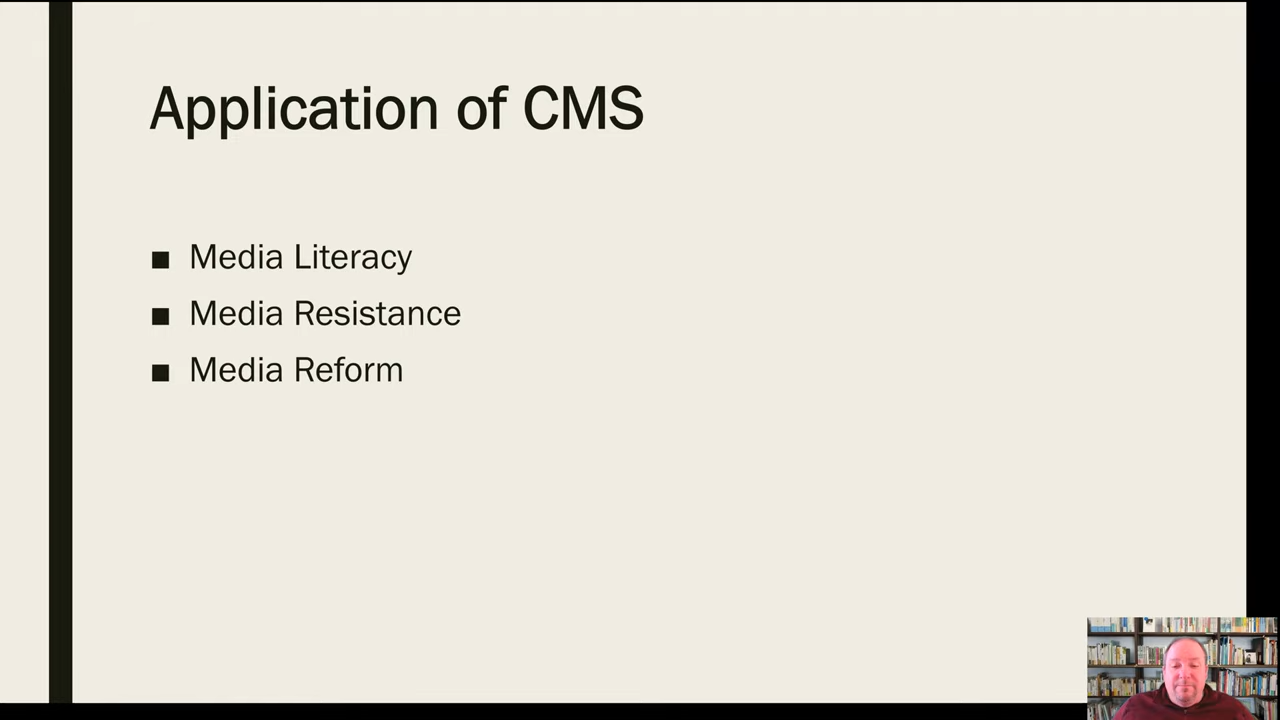 Application of CMS
■ Media Literacy
■ Media Resistance
■ Media Reform